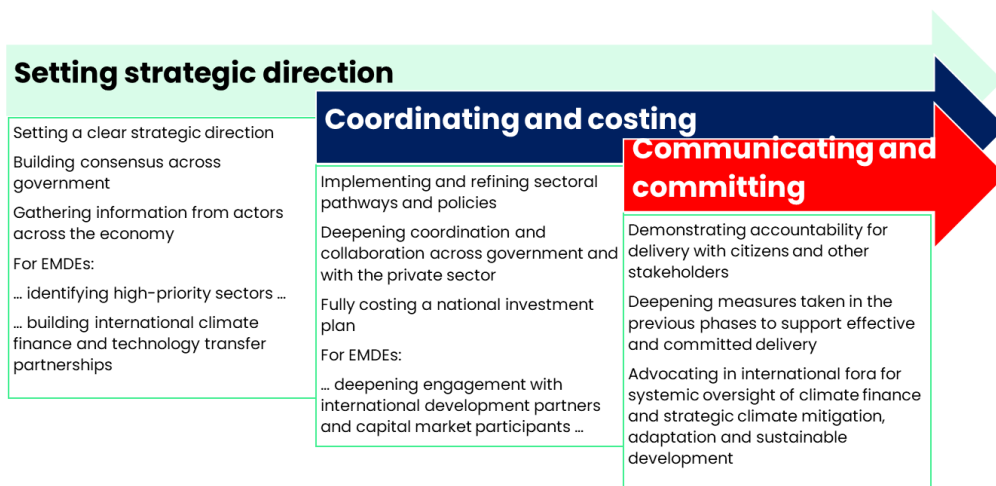 Setting strategic direction
Setting a clear strategic direction
Building consensus across
government
Gathering information from actors
across the economy
For EMDEs:
... identifying high-priority sectors ...
... building international climate
finance and technology transfer
partnerships
Coordinating and costing
Implementing and refining sectoral
pathways and policies
Deepening coordination and
collaboration across government and
with the private sector
Fully costing a national investment
plan
For EMDEs:
... deepening engagement with
international development partners
and capital market participants ...
Communicating and
committing
Demonstrating accountability for
delivery with citizens and other
stakeholders
Deepening measures taken in the
previous phases to support effective
and committed delivery
Advocating in international fora for
systemic oversight of climate finance
and strategic climate mitigation,
adaptation and sustainable
development